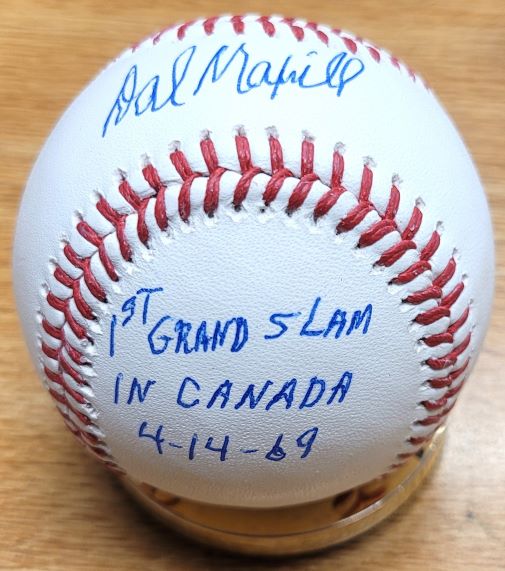 Dal Maxvill
1ST GRAND SLAM
IN CANADA
4-14-69